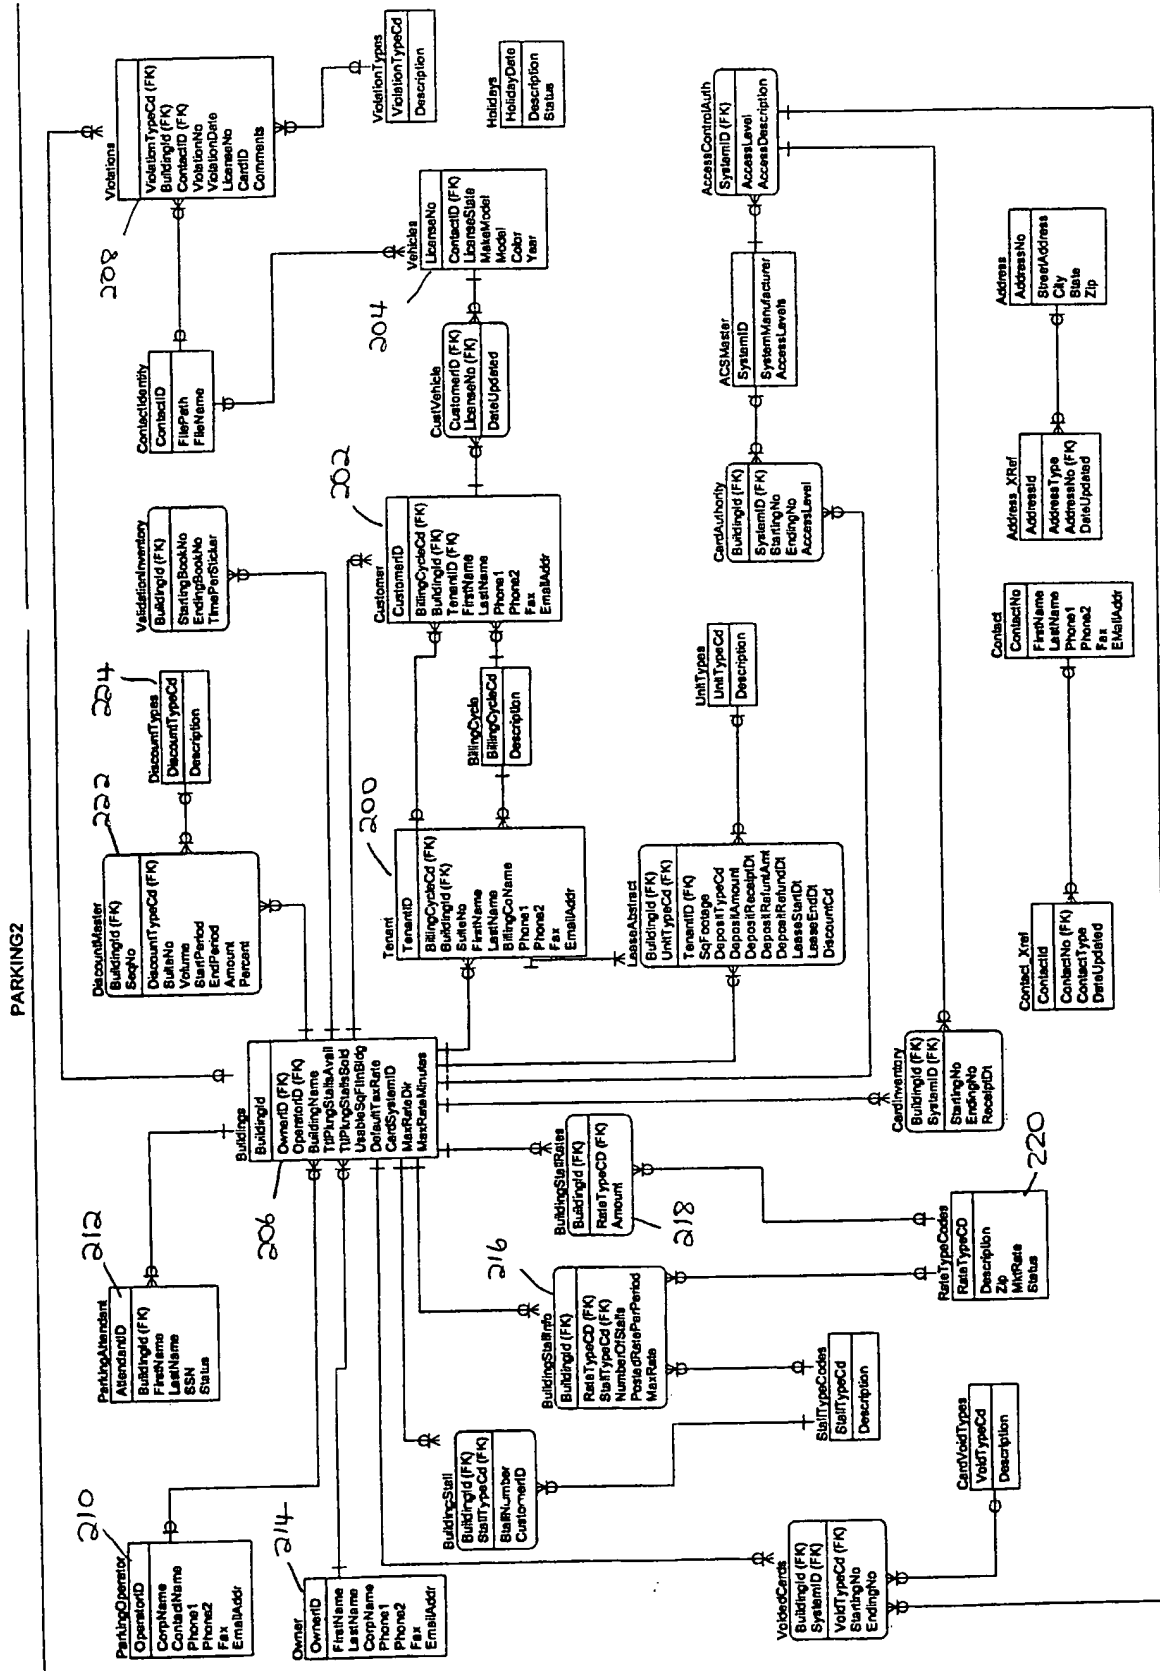 PARKING2
210
ParkingOperator
OperatorID
CorpName
ContactName
Phone1
Phone2
Fax
EmailAddr
212
ParkingAttendant
AttendantID
BuildingId (FK)
FirstName
LastName
SSN
Status
214
Owner
OwnerID
FirstName
LastName
CorpName
Phone1
Phone2
Fax
EmailAddr
206
Buildings
BuildingId
OwnerID (FK)
OperatorID (FK)
BuildingName
TtlPkngStallsAvail
TtlPkngStallsSold
UsableSqFtInBldg
DefaultTaxRate
CardSystemID
MaxRateDlr
MaxRateMinutes
222
DiscountMaster
BuildingId (FK)
SeqNo
DiscountTypeCd (FK)
SuiteNo
Volume
StartPeriod
EndPeriod
Amount
Percent
224
DiscountTypes
DiscountTypeCd
Description
ValidationInventory
BuildingId (FK)
StartingBookNo
EndingBookNo
TimePerSticker
ContactIdentity
ContactID
FilePath
FileName
208
Violations
ViolationTypeCd (FK)
BuildingId (FK)
ContactID (FK)
ViolationNo
ViolationDate
LicenseNo
CardID
Comments
ViolationTypes
ViolationTypeCd
Description
200
Tenant
TenantID
BillingCycleCd (FK)
BuildingId (FK)
SuiteNo
FirstName
LastName
BillingCoName
Phone1
Phone2
Fax
EmailAddr
BillingCycle
BillingCycleCd
Description
202
Customer
CustomerID
BillingCycleCd (FK)
BuildingId (FK)
TenantID (FK)
FirstName
LastName
Phone1
Phone2
Fax
EmailAddr
CustVehicle
CustomerID (FK)
LicenseNo (FK)
DateUpdated
204
Vehicles
LicenseNo
ContactID (FK)
LicenseState
MakeModel
Model
Color
Year
Holidays
HolidayDate
Description
Status
BuildingStall
BuildingId (FK)
StallTypeCd (FK)
StallNumber
CustomerID
216
BuildingStallInfo
BuildingId (FK)
RateTypeCD (FK)
StallTypeCd (FK)
NumberOfStalls
PostedRatePerPeriod
MaxRate
218
BuildingStallRates
BuildingId (FK)
RateTypeCD (FK)
Amount
LeaseAbstract
BuildingId (FK)
UnitTypeCd (FK)
TenantID (FK)
SqFootage
DepositTypeCd
DepositAmount
DepositReceiptDt
DepositRefuntAmt
DepositRefundDt
LeaseStartDt
LeaseEndDt
DiscountCd
UnitTypes
UnitTypeCd
Description
CardAuthority
BuildingId (FK)
SystemID (FK)
StartingNo
EndingNo
AccessLevel
ACSMaster
SystemID
SystemManufacturer
AccessLevels
AccessControlAuth
SystemID (FK)
AccessLevel
AccessDescription
VoidedCards
BuildingId (FK)
SystemID (FK)
VoidTypeCd (FK)
StartingNo
EndingNo
CardVoidTypes
VoidTypeCd
Description
StallTypeCodes
StallTypeCd
Description
220
RateTypeCodes
RateTypeCD
Description
Zip
MktRate
Status
CardInventory
BuildingId (FK)
SystemID (FK)
StartingNo
EndingNo
ReceiptDt
Contact_Xref
ContactId
ContactNo (FK)
ContactType
DateUpdated
Contact
ContactNo
FirstName
LastName
Phone1
Phone2
Fax
EMailAddr
Address_XRef
AddressId
AddressType
AddressNo (FK)
DateUpdated
Address
AddressNo
StreetAddress
City
State
Zip